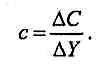 c = ΔC / ΔY .